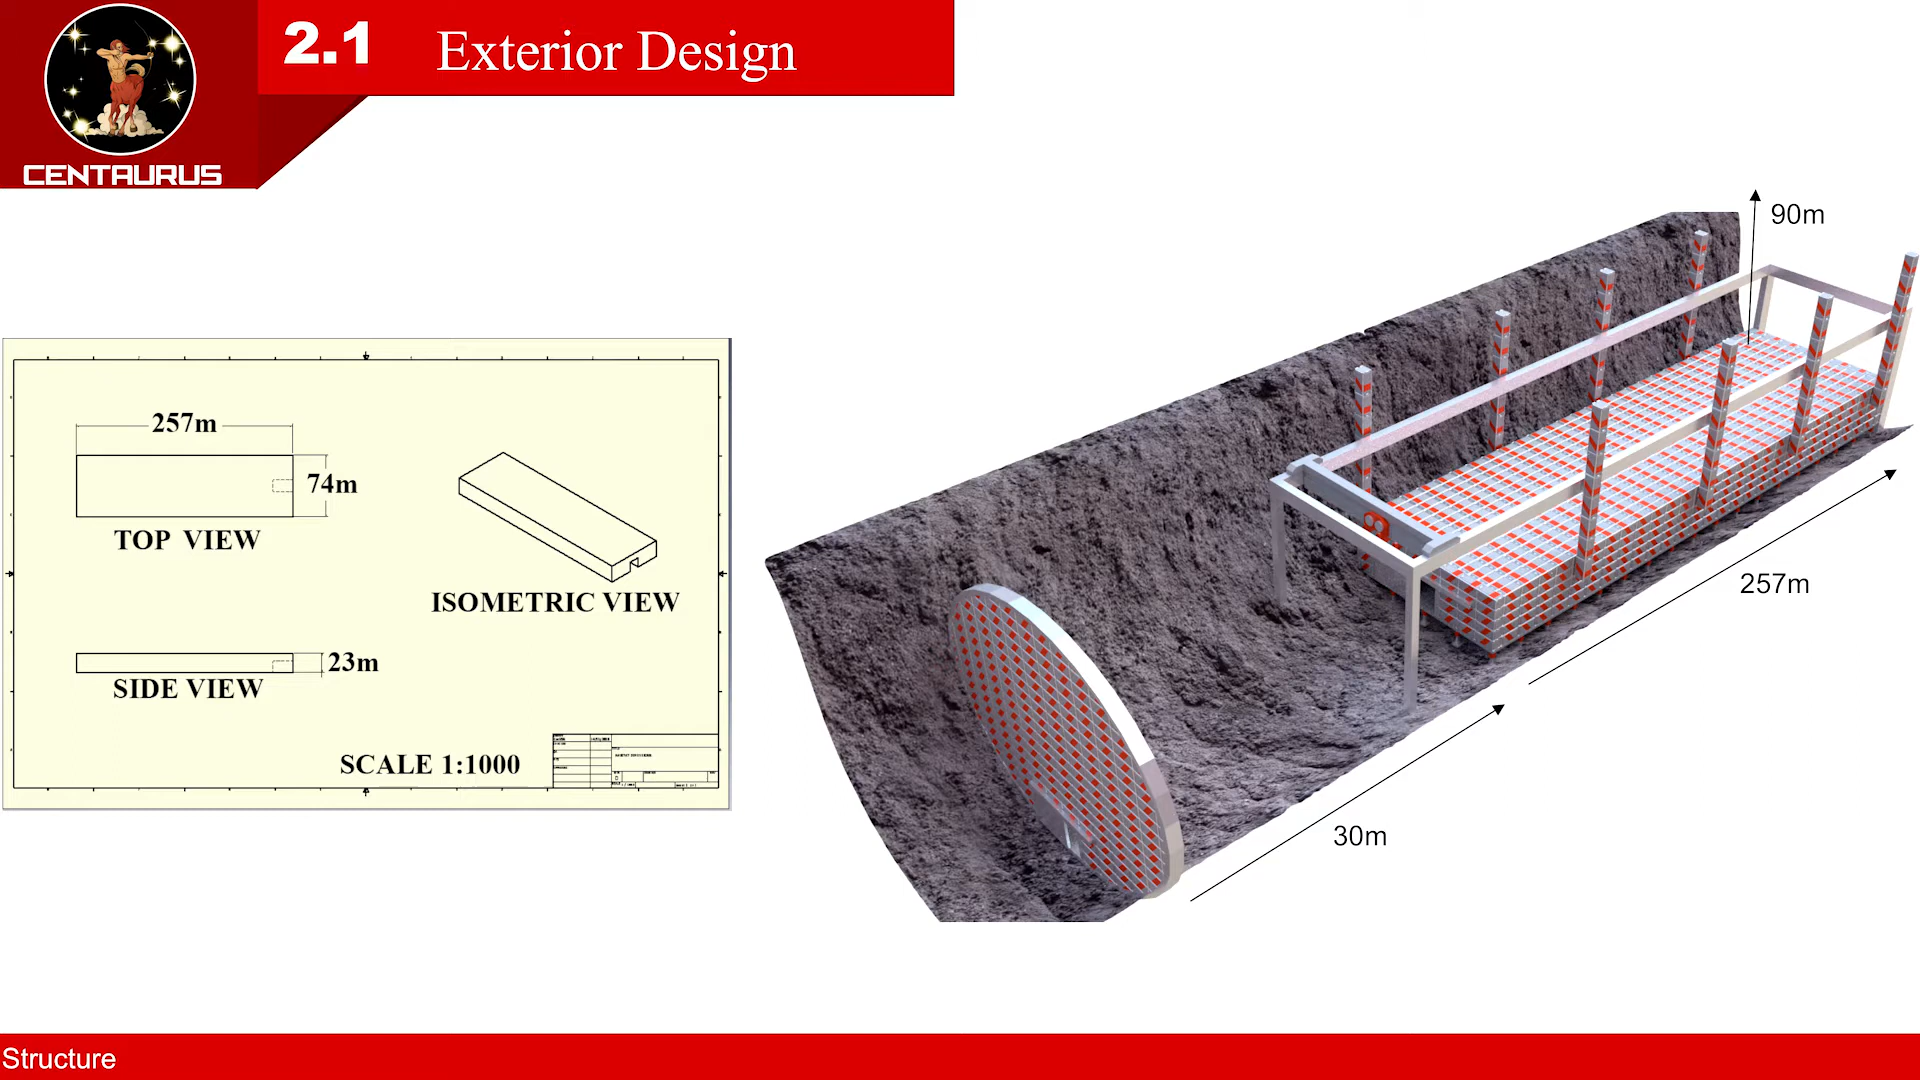 CENTAURUS
2.1 Exterior Design
257m
74m
TOP VIEW
ISOMETRIC VIEW
23m
SIDE VIEW
SCALE 1:1000
90m
257m
30m
Structure